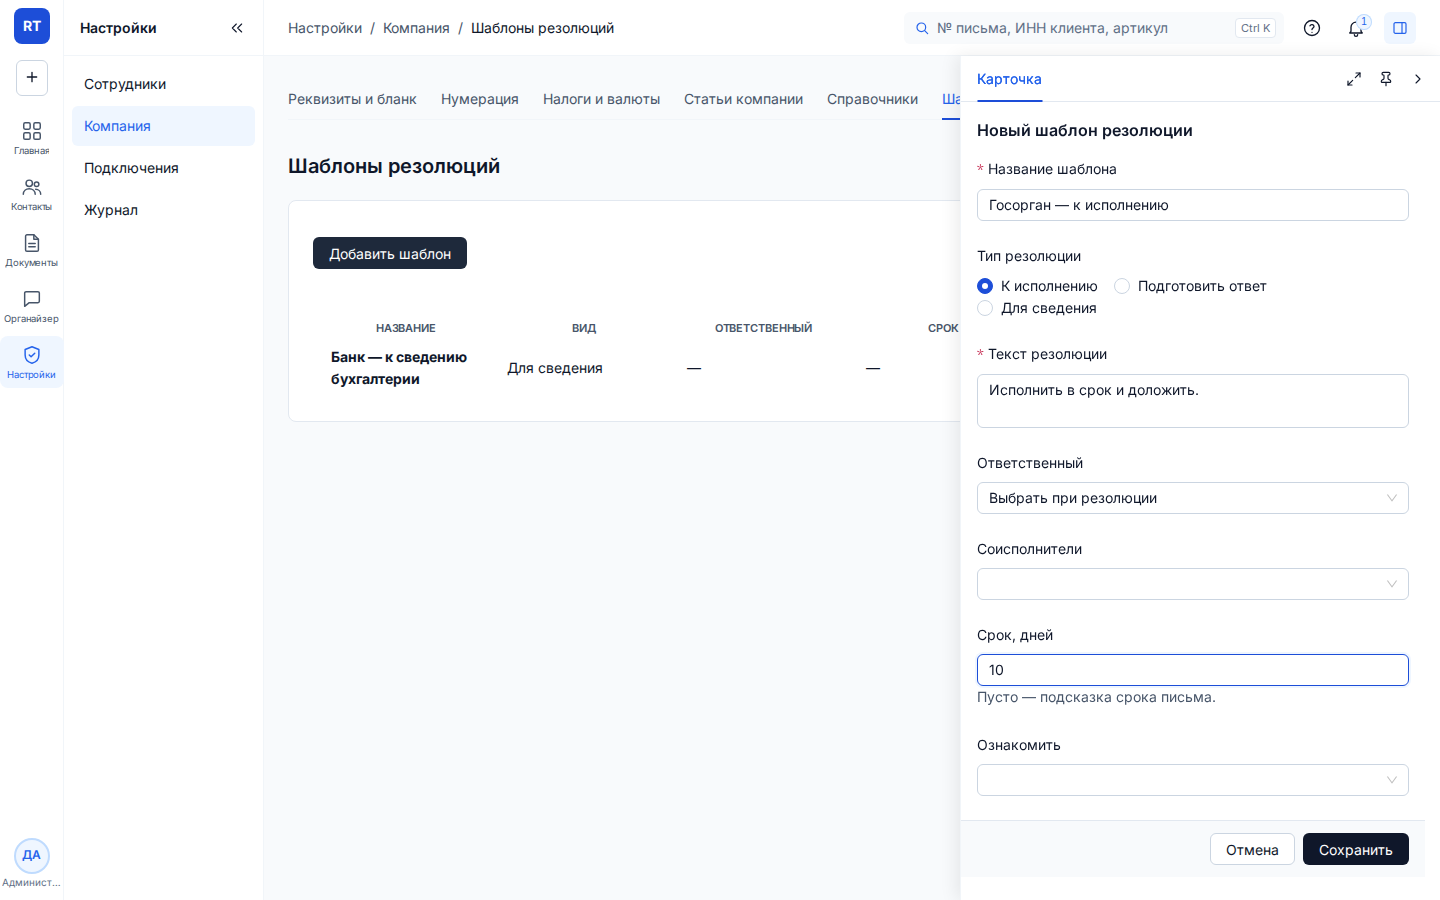 RT
Настройки
Настройки / Компания / Шаблоны резолюций
№ письма, ИНН клиента, артикул
Ctrl K
1
Главная
Контакты
Документы
Органайзер
Настройки
ДА
Админист...
Сотрудники
Компания
Подключения
Журнал
Реквизиты и бланк
Нумерация
Налоги и валюты
Статьи компании
Справочники
Ша
Шаблоны резолюций
Добавить шаблон
НАЗВАНИЕ ВИД ОТВЕТСТВЕННЫЙ СРОК
Банк — к сведению бухгалтерии
Для сведения
—
—
Карточка
Новый шаблон резолюции
* Название шаблона
Госорган — к исполнению
Тип резолюции
К исполнению
Подготовить ответ
Для сведения
* Текст резолюции
Исполнить в срок и доложить.
Ответственный
Выбрать при резолюции
Соисполнители
Срок, дней
10
Пусто — подсказка срока письма.
Ознакомить
Отмена
Сохранить